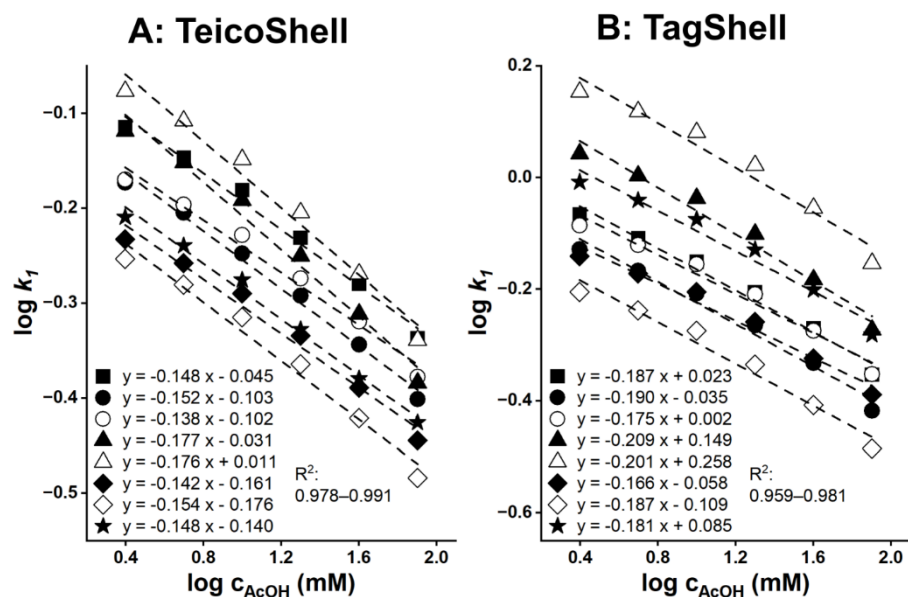 A: TeicoShell
log k1
−0.1
−0.2
−0.3
−0.4
−0.5
y = -0.148 x - 0.045
y = -0.152 x - 0.103
y = -0.138 x - 0.102
y = -0.177 x - 0.031
y = -0.176 x + 0.011
y = -0.142 x - 0.161
y = -0.154 x - 0.176
y = -0.148 x - 0.140
R²:
0.978–0.991
0.4 0.8 1.2 1.6 2.0
log cAcOH (mM)
B: TagShell
log k1
0.2
0.0
−0.2
−0.4
−0.6
y = -0.187 x + 0.023
y = -0.190 x - 0.035
y = -0.175 x + 0.002
y = -0.209 x + 0.149
y = -0.201 x + 0.258
y = -0.166 x - 0.058
y = -0.187 x - 0.109
y = -0.181 x + 0.085
R²:
0.959–0.981
0.4 0.8 1.2 1.6 2.0
log cAcOH (mM)